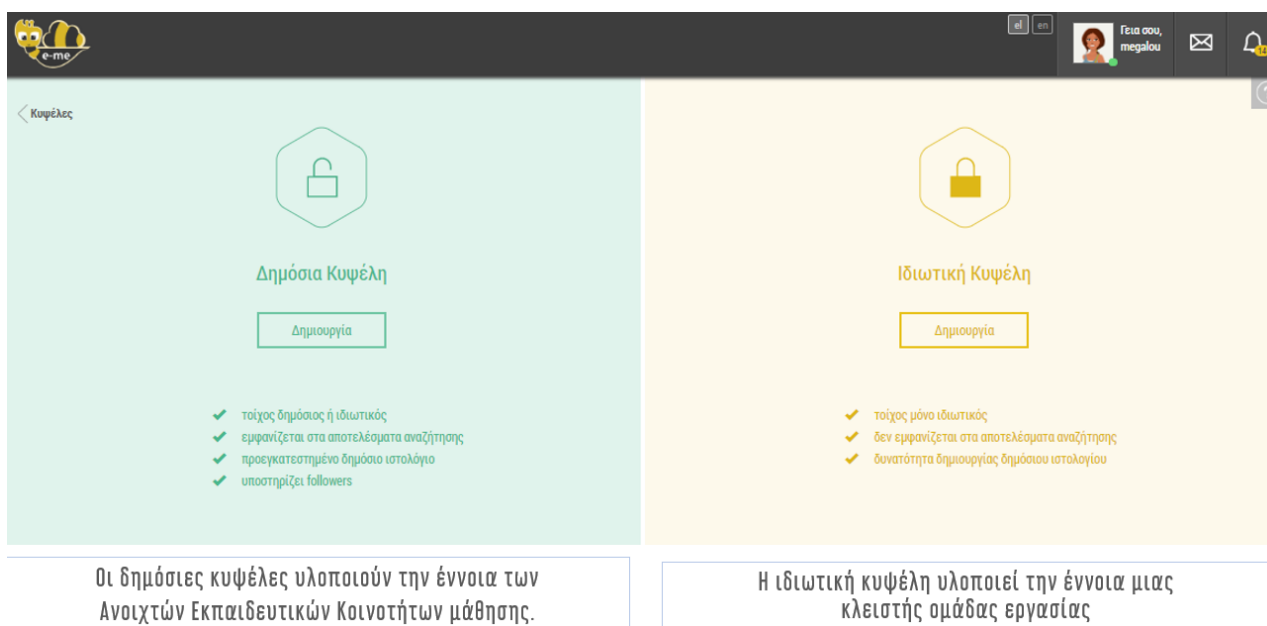 e-me
el en
Γεια σου,
megalou
14
Κυψέλες
Δημόσια Κυψέλη
Δημιουργία
τοίχος δημόσιος ή ιδιωτικός
εμφανίζεται στα αποτελέσματα αναζήτησης
προεγκατεστημένο δημόσιο ιστολόγιο
υποστηρίζει followers
Οι δημόσιες κυψέλες υλοποιούν την έννοια των
Ανοιχτών Εκπαιδευτικών Κοινοτήτων μάθησης.
Ιδιωτική Κυψέλη
Δημιουργία
τοίχος μόνο ιδιωτικός
δεν εμφανίζεται στα αποτελέσματα αναζήτησης
δυνατότητα δημιουργίας δημόσιου ιστολογίου
Η ιδιωτική κυψέλη υλοποιεί την έννοια μιας
κλειστής ομάδας εργασίας